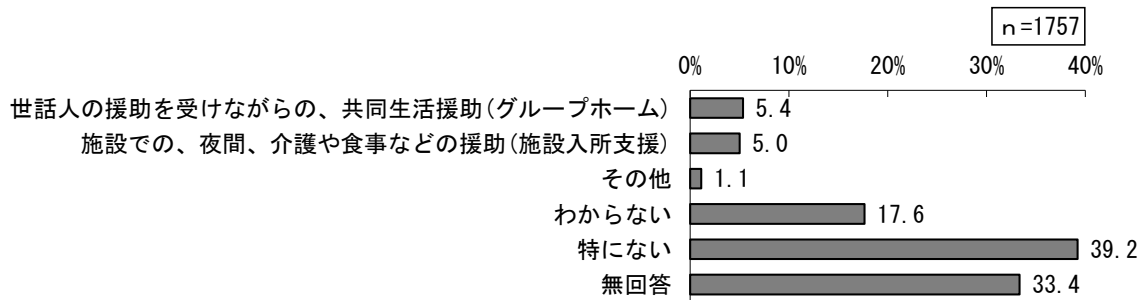 ｎ=1757
0% 10% 20% 30% 40%
世話人の援助を受けながらの、共同生活援助(グループホーム) 5.4
施設での、夜間、介護や食事などの援助(施設入所支援) 5.0
その他 1.1
わからない 17.6
特にない 39.2
無回答 33.4